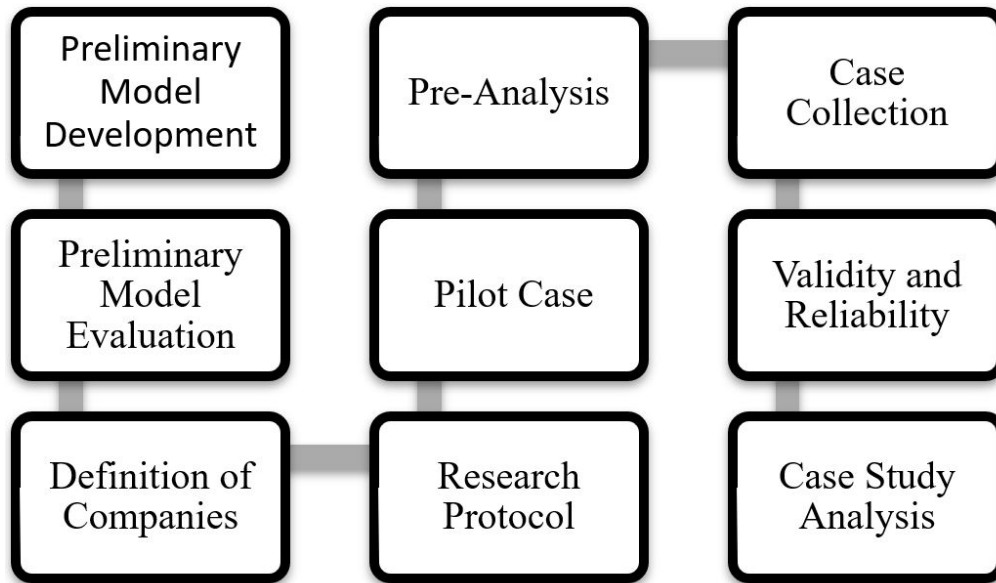 Preliminary
Model
Development
Preliminary
Model
Evaluation
Definition of
Companies
Research
Protocol
Pilot Case
Pre-Analysis
Case
Collection
Validity and
Reliability
Case Study
Analysis